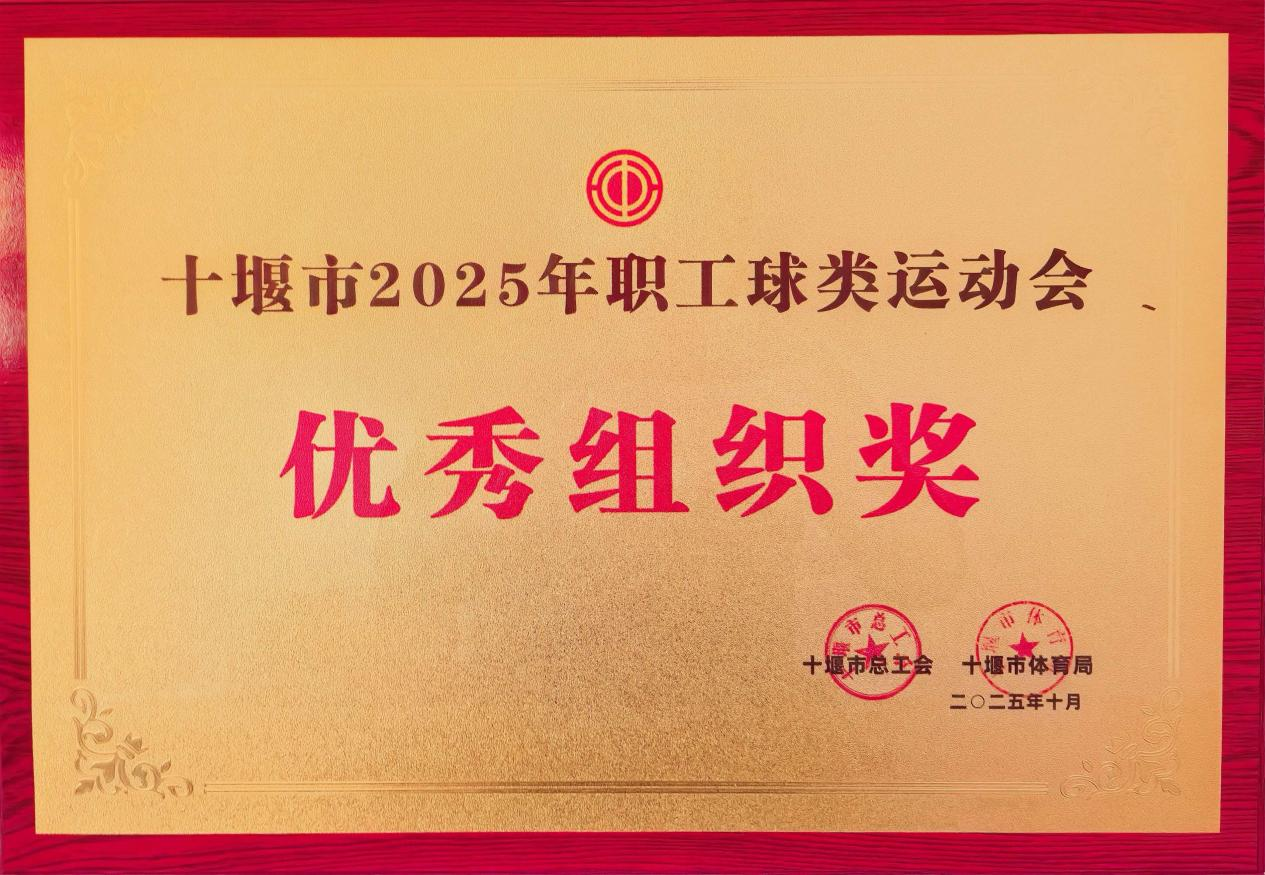 十堰市2025年职工球类运动会
优秀组织奖
十堰市总工会 十堰市体育局
二〇二五年十月